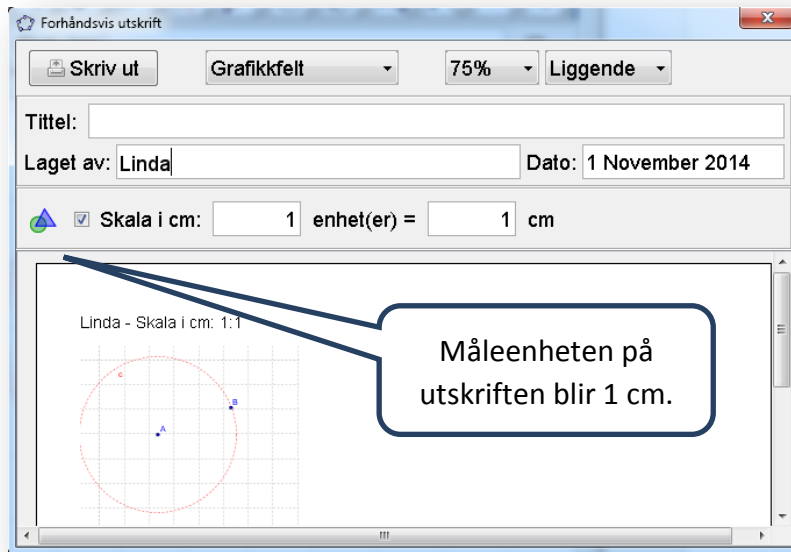 Forhåndsvis utskrift
Skriv ut
Grafikkfelt
75%
Liggende
Tittel:
Laget av: Linda
Dato: 1 November 2014
Skala i cm: 1 enhet(er) = 1 cm
Linda - Skala i cm: 1:1
c
B
A
Måleenheten på
utskriften blir 1 cm.